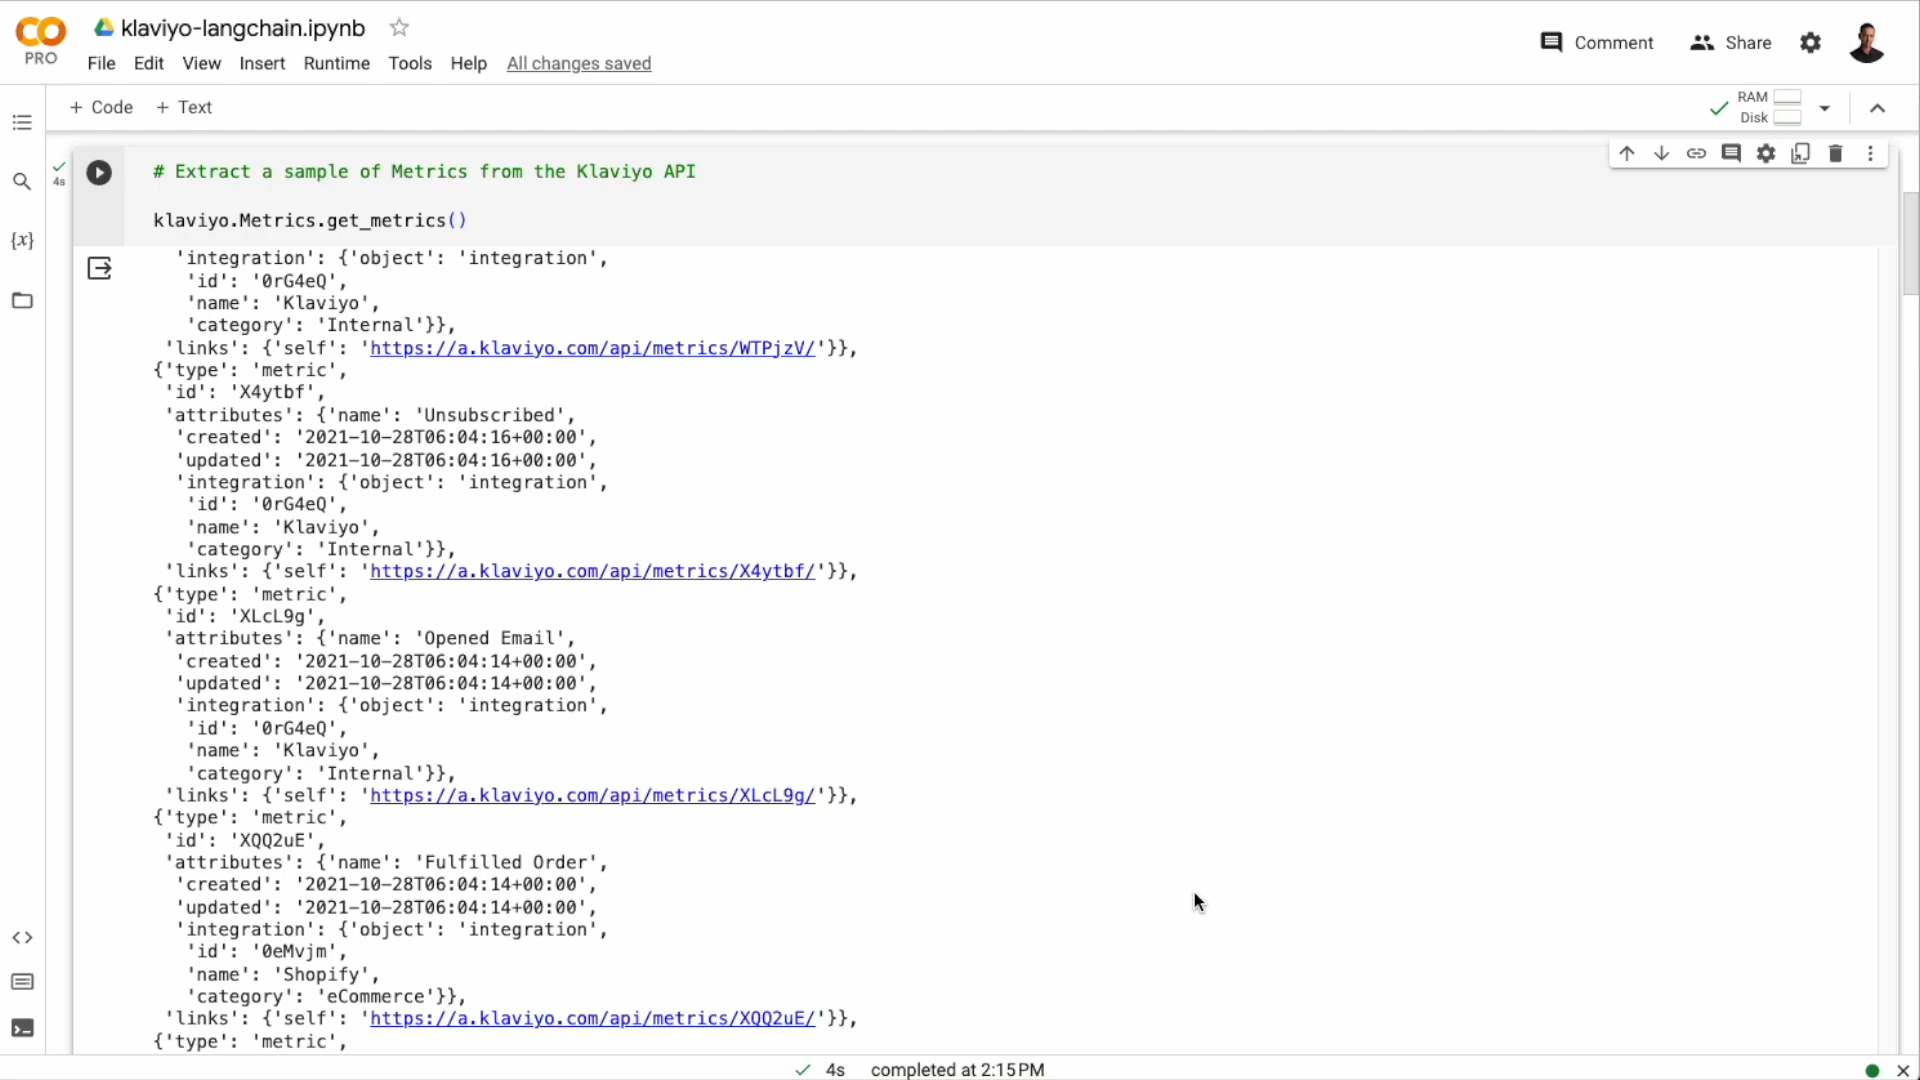 klaviyo-langchain.ipynb
PRO
File Edit View Insert Runtime Tools Help All changes saved
Comment
Share
+ Code + Text
RAM
Disk
4s
# Extract a sample of Metrics from the Klaviyo API
klaviyo.Metrics.get_metrics()
{x}
'integration': {'object': 'integration',
'id': '0rG4eQ',
'name': 'Klaviyo',
'category': 'Internal'}},
'links': {'self': 'https://a.klaviyo.com/api/metrics/WTPjzV/'}},
{'type': 'metric',
'id': 'X4ytbf',
'attributes': {'name': 'Unsubscribed',
'created': '2021-10-28T06:04:16+00:00',
'updated': '2021-10-28T06:04:16+00:00',
'integration': {'object': 'integration',
'id': '0rG4eQ',
'name': 'Klaviyo',
'category': 'Internal'}},
'links': {'self': 'https://a.klaviyo.com/api/metrics/X4ytbf/'}},
{'type': 'metric',
'id': 'XLcL9g',
'attributes': {'name': 'Opened Email',
'created': '2021-10-28T06:04:14+00:00',
'updated': '2021-10-28T06:04:14+00:00',
'integration': {'object': 'integration',
'id': '0rG4eQ',
'name': 'Klaviyo',
'category': 'Internal'}},
'links': {'self': 'https://a.klaviyo.com/api/metrics/XLcL9g/'}},
{'type': 'metric',
'id': 'XQQ2uE',
'attributes': {'name': 'Fulfilled Order',
'created': '2021-10-28T06:04:14+00:00',
'updated': '2021-10-28T06:04:14+00:00',
'integration': {'object': 'integration',
'id': '0eMvjm',
'name': 'Shopify',
'category': 'eCommerce'}},
'links': {'self': 'https://a.klaviyo.com/api/metrics/XQQ2uE/'}},
{'type': 'metric',
4s completed at 2:15 PM